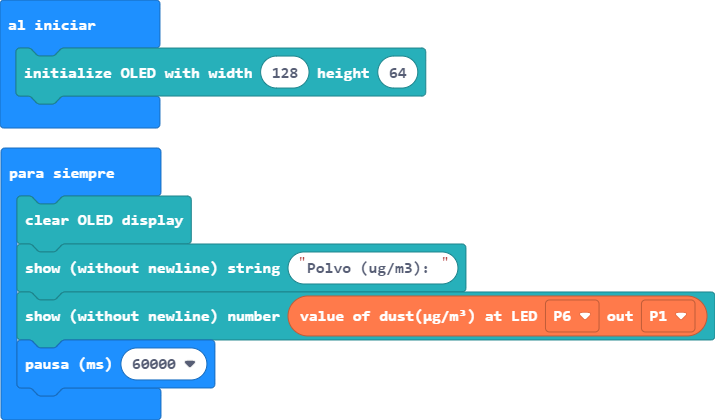 al iniciar
initialize OLED with width 128 height 64
para siempre
clear OLED display
show (without newline) string "Polvo (ug/m3): "
show (without newline) number value of dust(µg/m³) at LED P6 out P1
pausa (ms) 60000